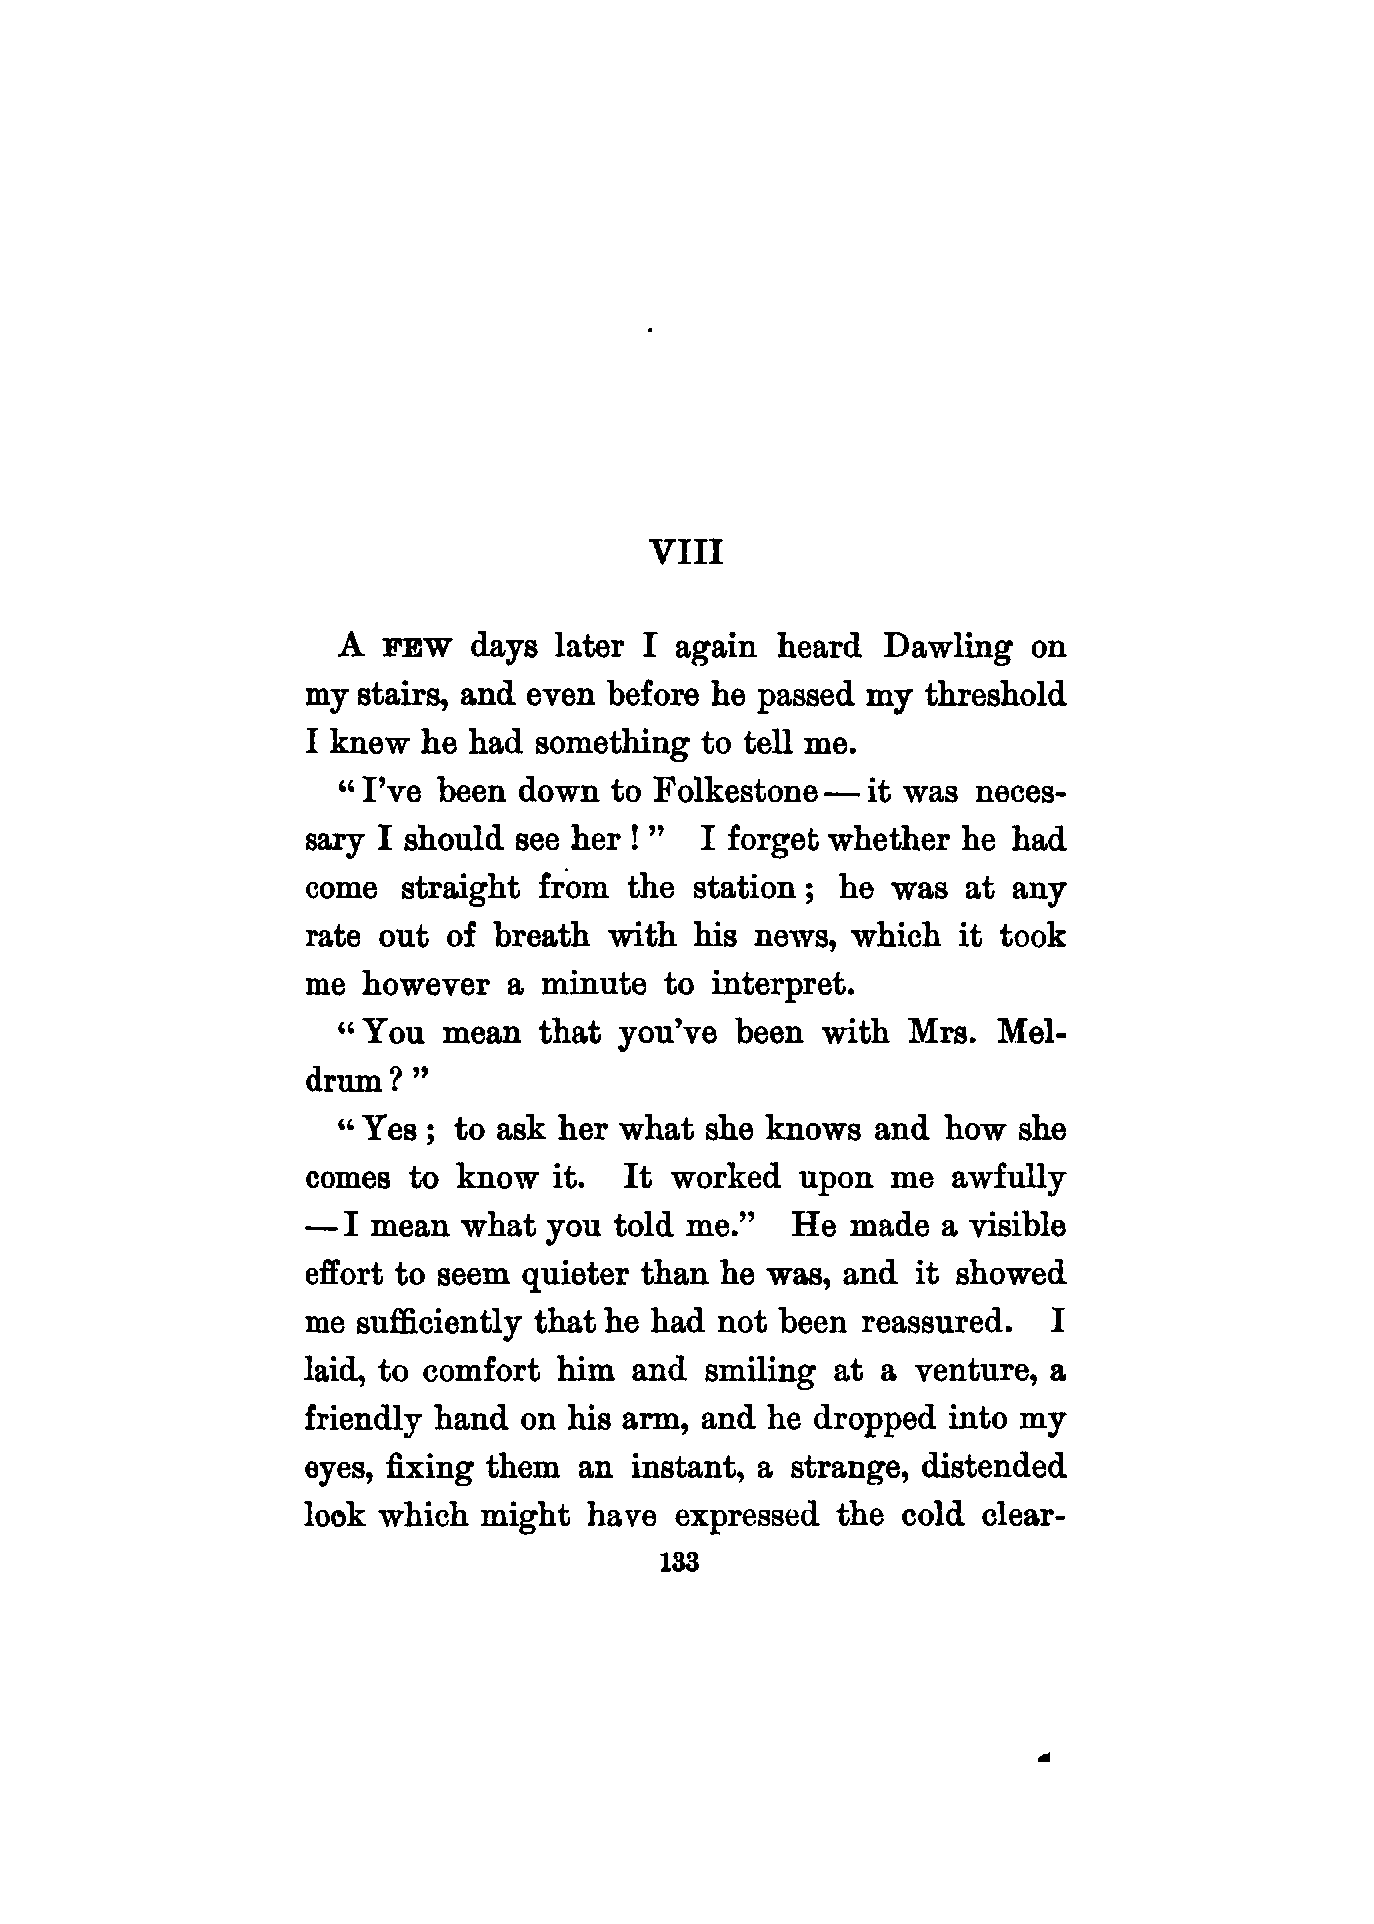 VIII
A FEW days later I again heard Dawling on
my stairs, and even before he passed my threshold
I knew he had something to tell me.
“I’ve been down to Folkestone—it was neces-
sary I should see her!” I forget whether he had
come straight from the station; he was at any
rate out of breath with his news, which it took
me however a minute to interpret.
“You mean that you’ve been with Mrs. Mel-
drum?”
“Yes; to ask her what she knows and how she
comes to know it. It worked upon me awfully
—I mean what you told me.” He made a visible
effort to seem quieter than he was, and it showed
me sufficiently that he had not been reassured. I
laid, to comfort him and smiling at a venture, a
friendly hand on his arm, and he dropped into my
eyes, fixing them an instant, a strange, distended
look which might have expressed the cold clear-
133